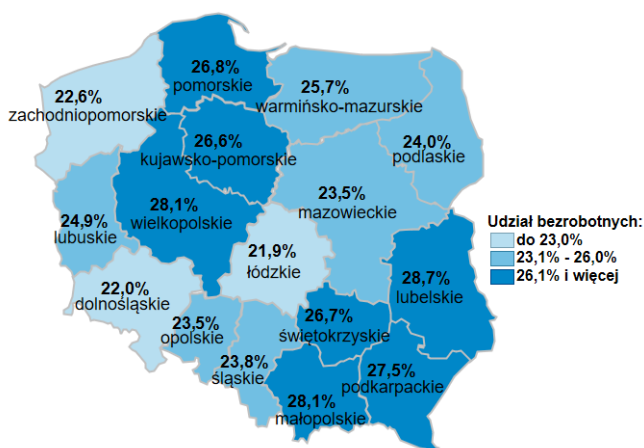 26,8%
pomorskie
25,7%
warmińsko-mazurskie
22,6%
zachodniopomorskie
26,6%
kujawsko-pomorskie
24,0%
podlaskie
28,1%
wielkopolskie
23,5%
mazowieckie
24,9%
lubuskie
21,9%
łódzkie
Udział bezrobotnych:
do 23,0%
23,1% - 26,0%
26,1% i więcej
28,7%
lubelskie
22,0%
dolnośląskie
23,5%
opolskie
26,7%
świętokrzyskie
23,8%
śląskie
27,5%
podkarpackie
28,1%
małopolskie